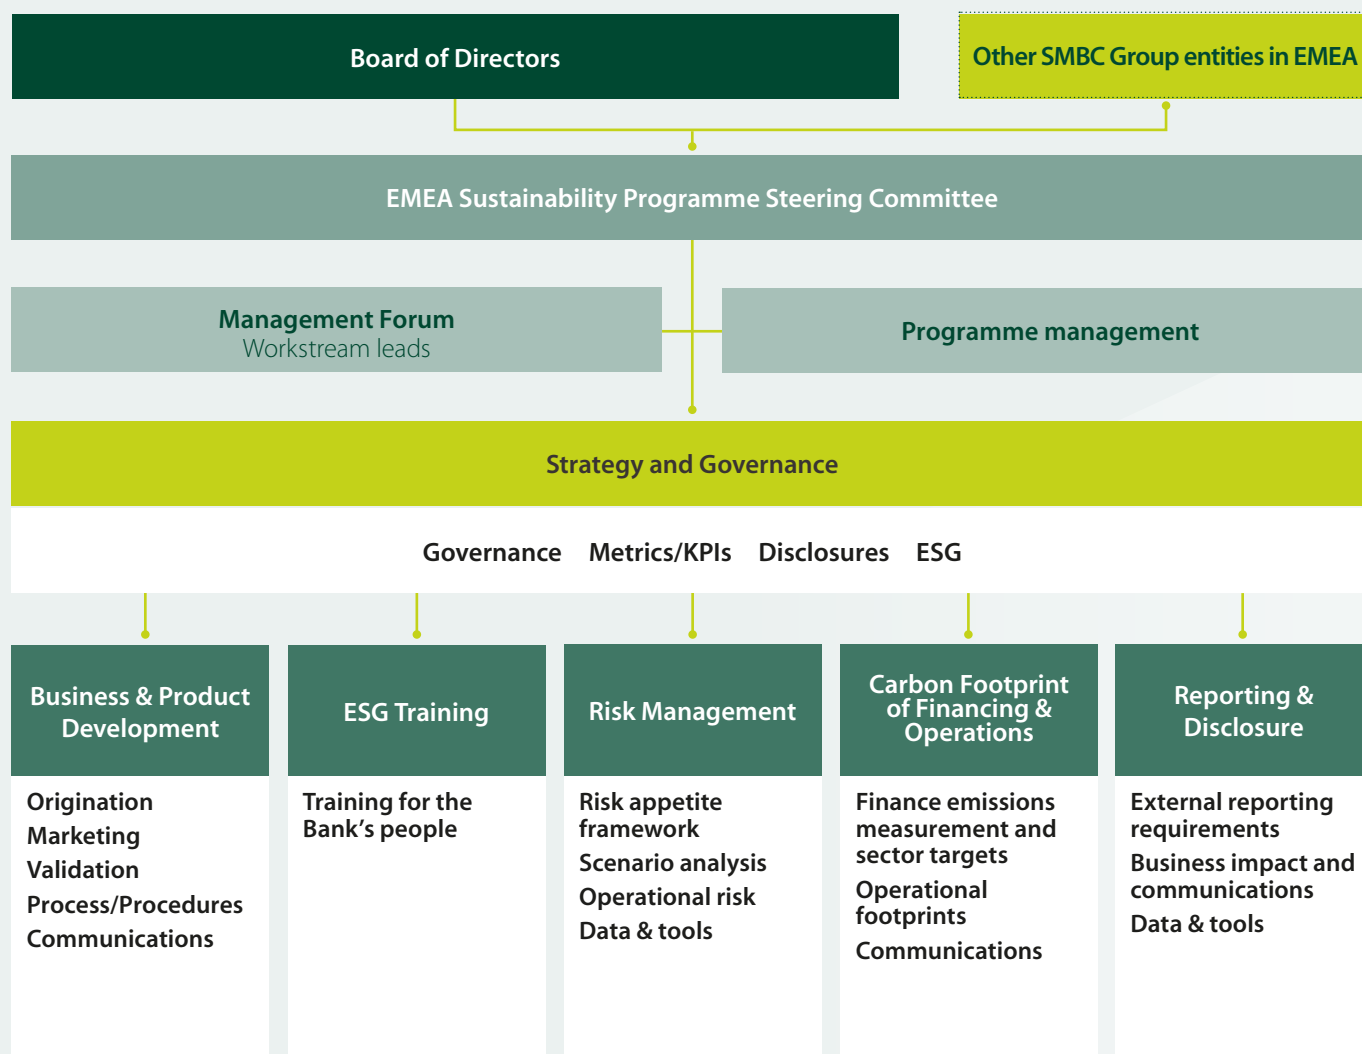 Board of Directors
Other SMBC Group entities in EMEA
EMEA Sustainability Programme Steering Committee
Management Forum
Workstream leads
Programme management
Strategy and Governance
Governance Metrics/KPIs Disclosures ESG
Business & Product
Development
Origination
Marketing
Validation
Process/Procedures
Communications
ESG Training
Training for the
Bank’s people
Risk Management
Risk appetite
framework
Scenario analysis
Operational risk
Data & tools
Carbon Footprint
of Financing &
Operations
Finance emissions
measurement and
sector targets
Operational
footprints
Communications
Reporting &
Disclosure
External reporting
requirements
Business impact and
communications
Data & tools